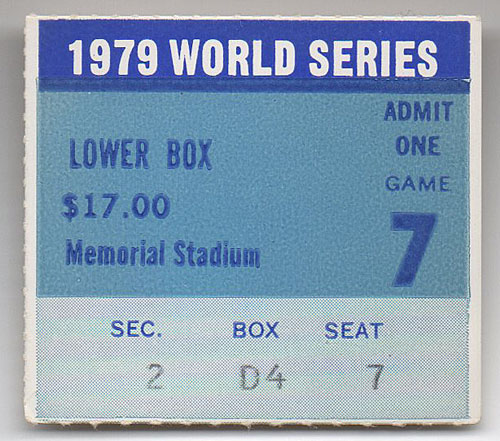 1979 WORLD SERIES
ADMIT
ONE
LOWER BOX
GAME
$17.00
7
Memorial Stadium
SEC. BOX SEAT
2 D4 7